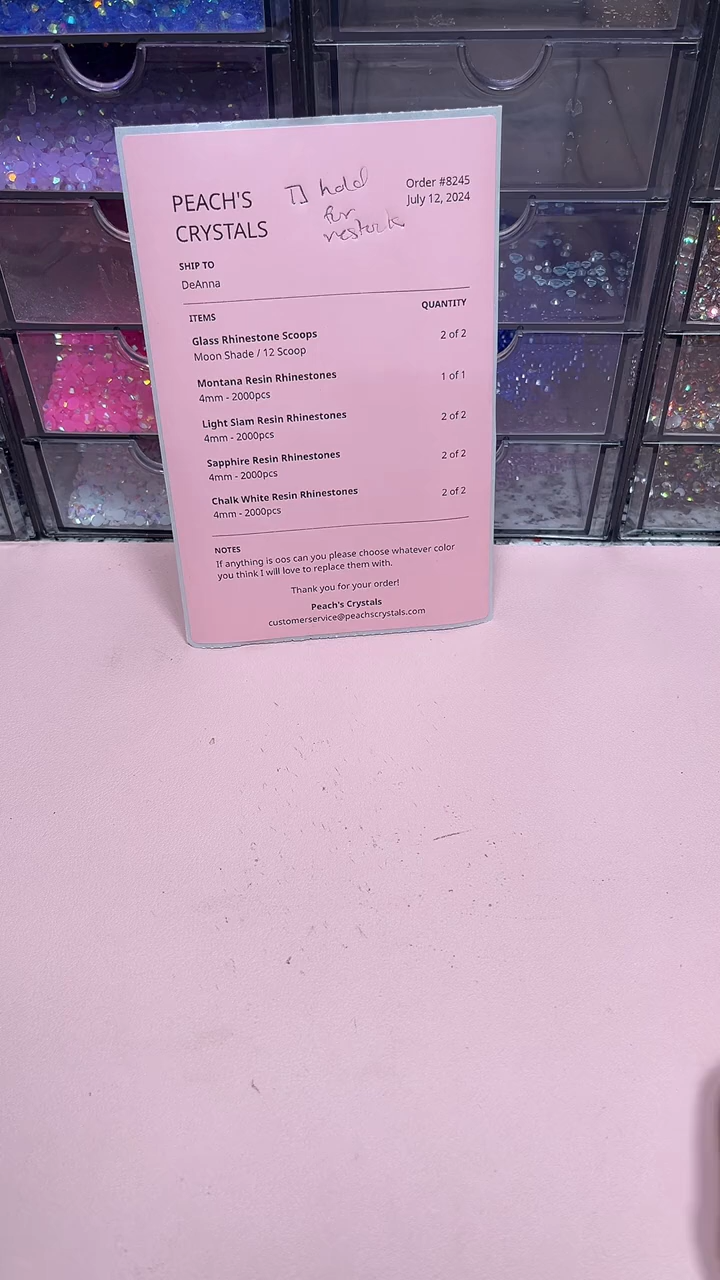 PEACH'S
CRYSTALS
hold
for
restock
Order #8245
July 12, 2024
SHIP TO
DeAnna
ITEMS QUANTITY
Glass Rhinestone Scoops 2 of 2
Moon Shade / 12 Scoop
Montana Resin Rhinestones 1 of 1
4mm - 2000pcs
Light Siam Resin Rhinestones 2 of 2
4mm - 2000pcs
Sapphire Resin Rhinestones 2 of 2
4mm - 2000pcs
Chalk White Resin Rhinestones 2 of 2
4mm - 2000pcs
NOTES
If anything is oos can you please choose whatever color
you think I will love to replace them with.
Thank you for your order!
Peach's Crystals
customerservice@peachscrystals.com